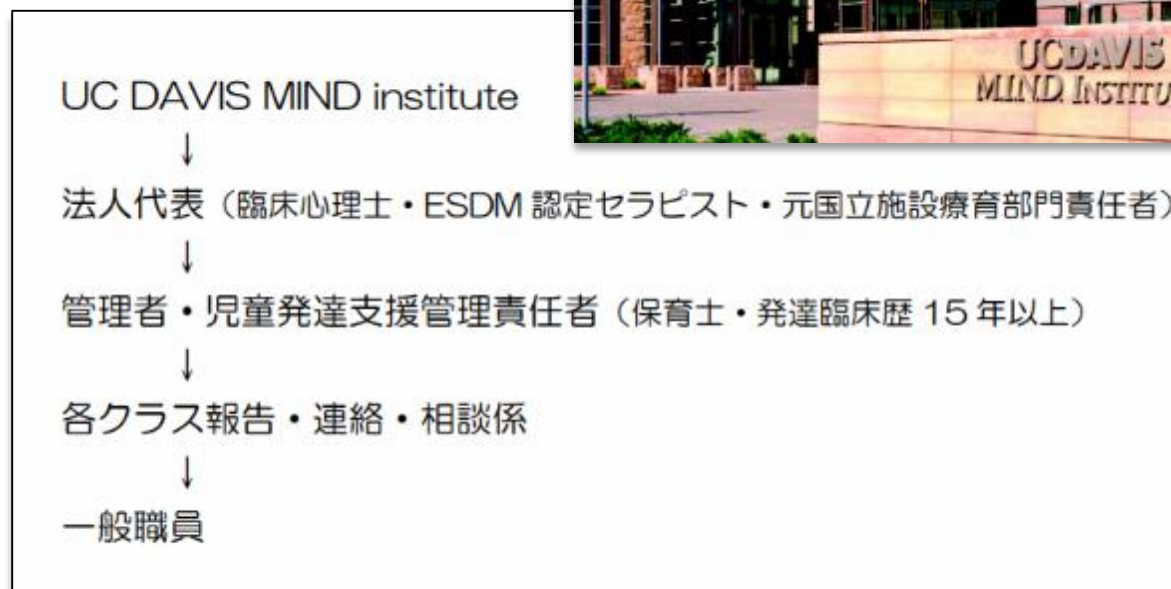 UCDAVIS
MIND INSTITU
UC DAVIS MIND institute
↓
法人代表（臨床心理士・ESDM 認定セラピスト・元国立施設療育部門責任者）
↓
管理者・児童発達支援管理責任者（保育士・発達臨床歴 15 年以上）
↓
各クラス報告・連絡・相談係
↓
一般職員